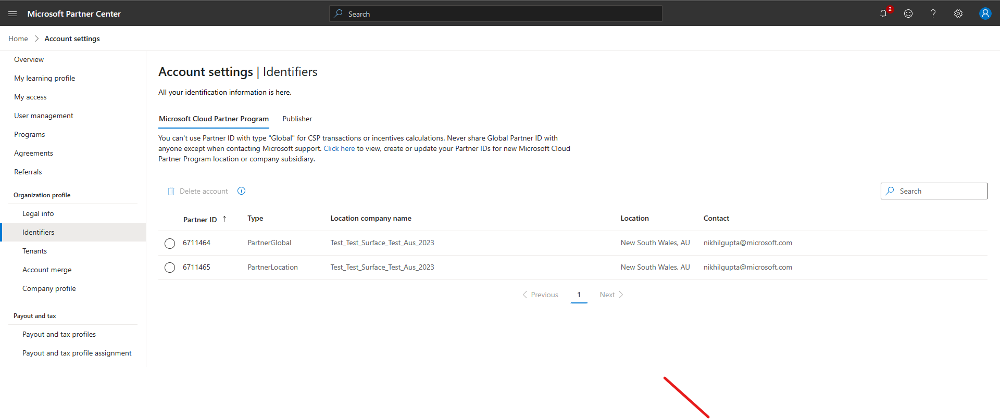 Microsoft Partner Center
Search
2
Home
Account settings
Overview
My learning profile
My access
User management
Programs
Agreements
Referrals
Organization profile
Legal info
Identifiers
Tenants
Account merge
Company profile
Payout and tax
Payout and tax profiles
Payout and tax profile assignment
Account settings | Identifiers
All your identification information is here.
Microsoft Cloud Partner Program Publisher
You can't use Partner ID with type "Global" for CSP transactions or incentives calculations. Never share Global Partner ID with
anyone except when contacting Microsoft support. Click here to view, create or update your Partner IDs for new Microsoft Cloud
Partner Program location or company subsidiary.
Delete account
Search
Partner ID ↑ Type Location company name Location Contact
6711464 PartnerGlobal Test_Test_Surface_Test_Aus_2023 New South Wales, AU nikhilgupta@microsoft.com
6711465 PartnerLocation Test_Test_Surface_Test_Aus_2023 New South Wales, AU nikhilgupta@microsoft.com
Previous 1 Next